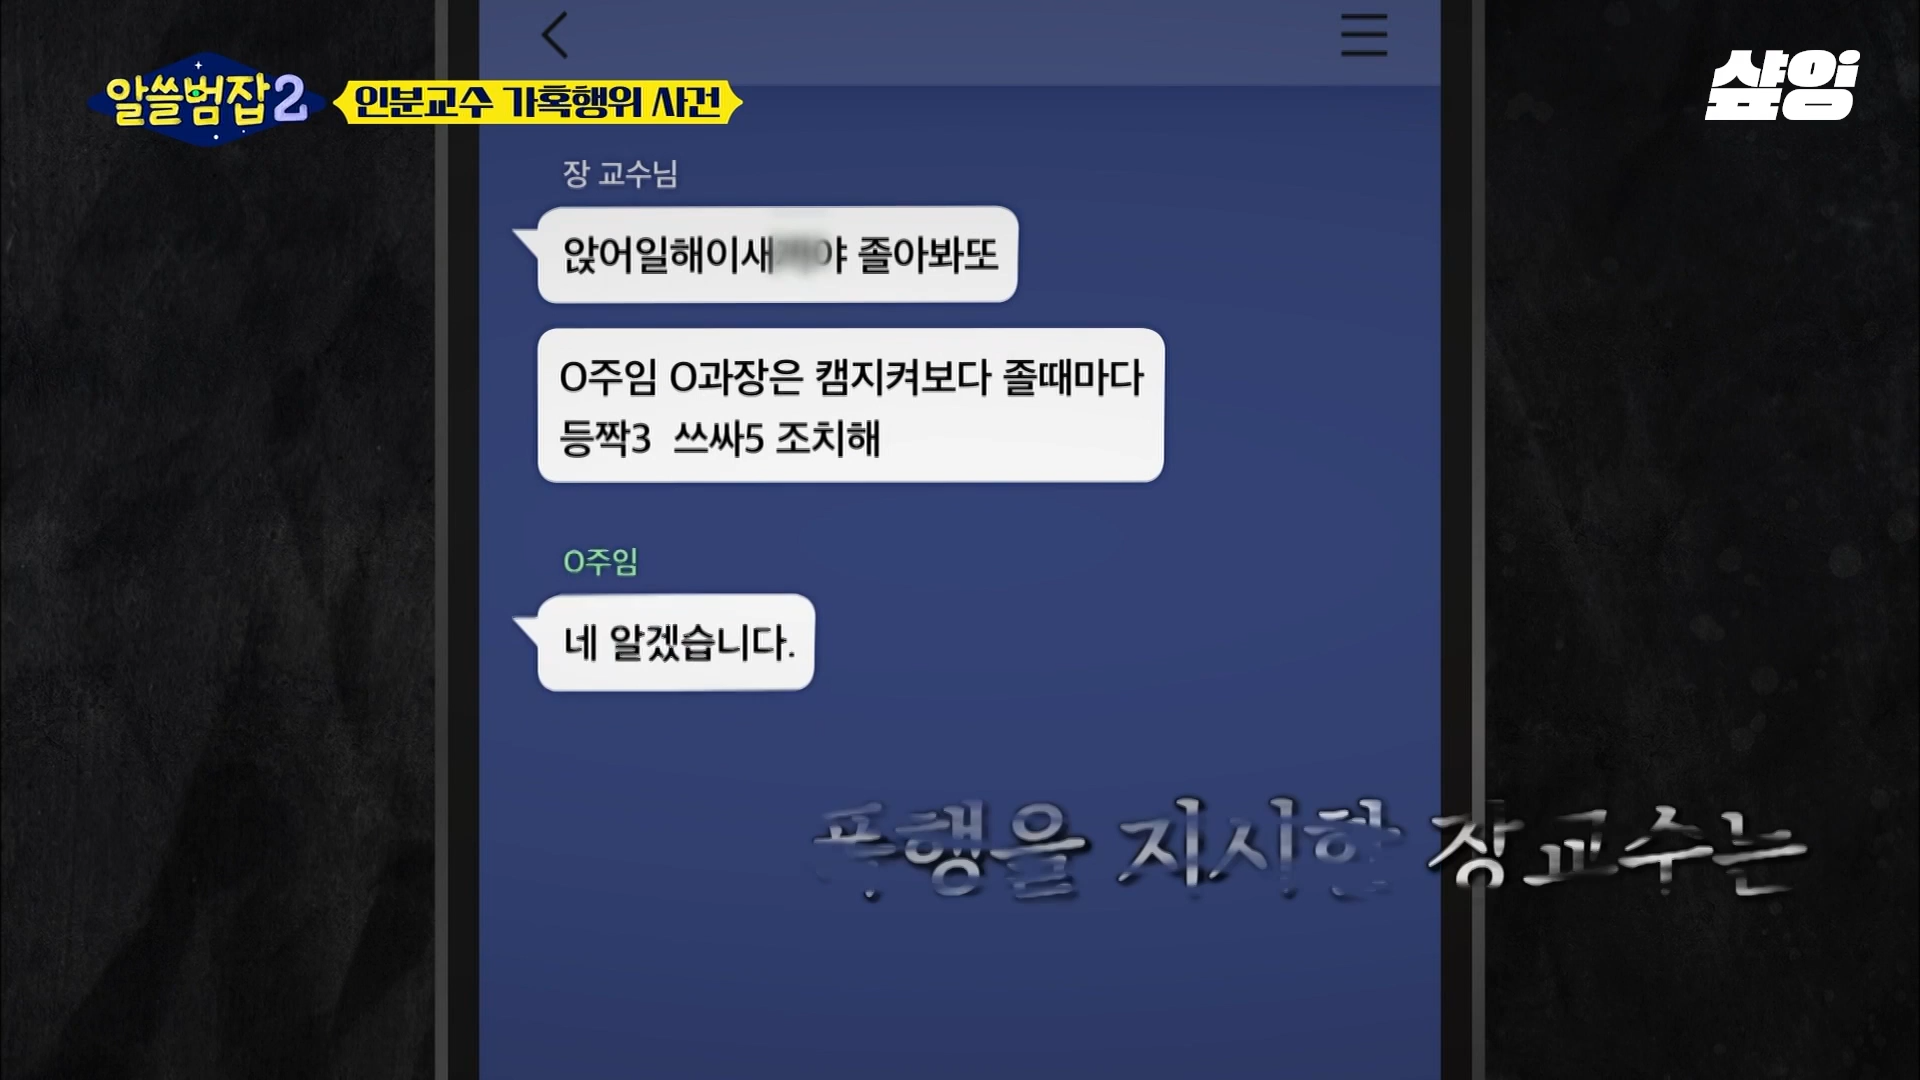 알쓸범잡2
인분교수 가혹행위 사건
샾잉
장 교수님
앉어일해이새 야 졸아봐또
O주임 O과장은 캠지켜보다 졸때마다
등짝3 쓰싸5 조치해
O주임
네 알겠습니다.
폭행을 지시한 장교수는